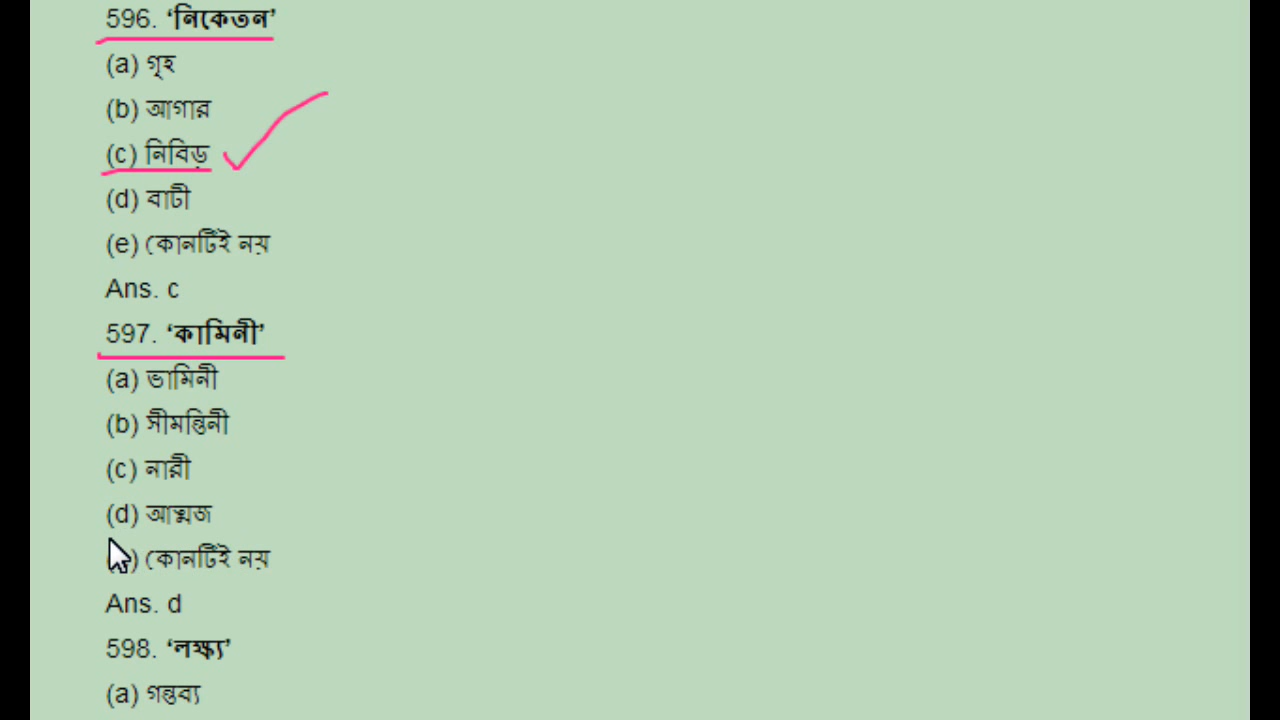 596. ‘নিকেতন’
(a) গৃহ
(b) আগার
(c) নিবিড়
(d) বাটী
(e) কোনটিই নয়
Ans. c
597. ‘কামিনী’
(a) ভামিনী
(b) সীমন্তিনী
(c) নারী
(d) আত্মজ
) কোনটিই নয়
Ans. d
598. ‘লক্ষ্য’
(a) গন্তব্য